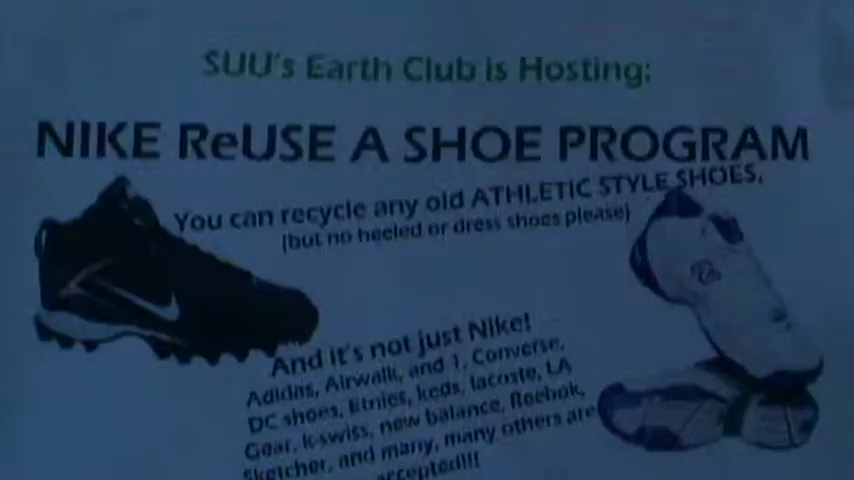 SUU's Earth Club is Hosting:
NIKE ReUSE A SHOE PROGRAM
You can recycle any old ATHLETIC STYLE SHOES.
(but no heeled or dress shoes please)
And it's not just Nike!
Adidas, Airwalk, and 1, Converse,
DC shoes, Etnies, keds, lacoste, LA
Gear, k-swiss, new balance, Reebok,
Sketcher, and many, many others are
accepted!!!